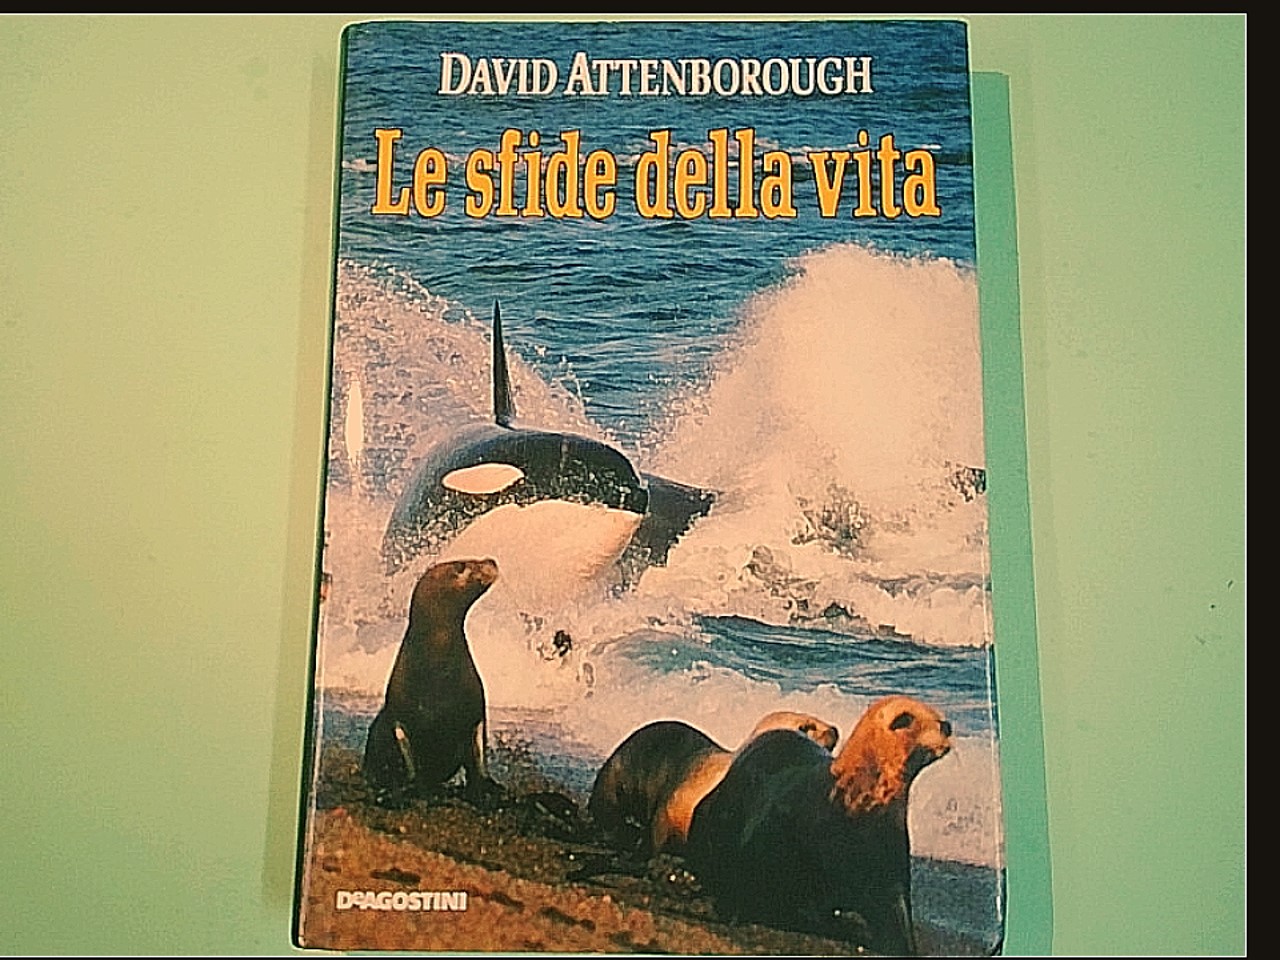 DAVID ATTENBOROUGH
Le sfide della vita
DeAGOSTINI